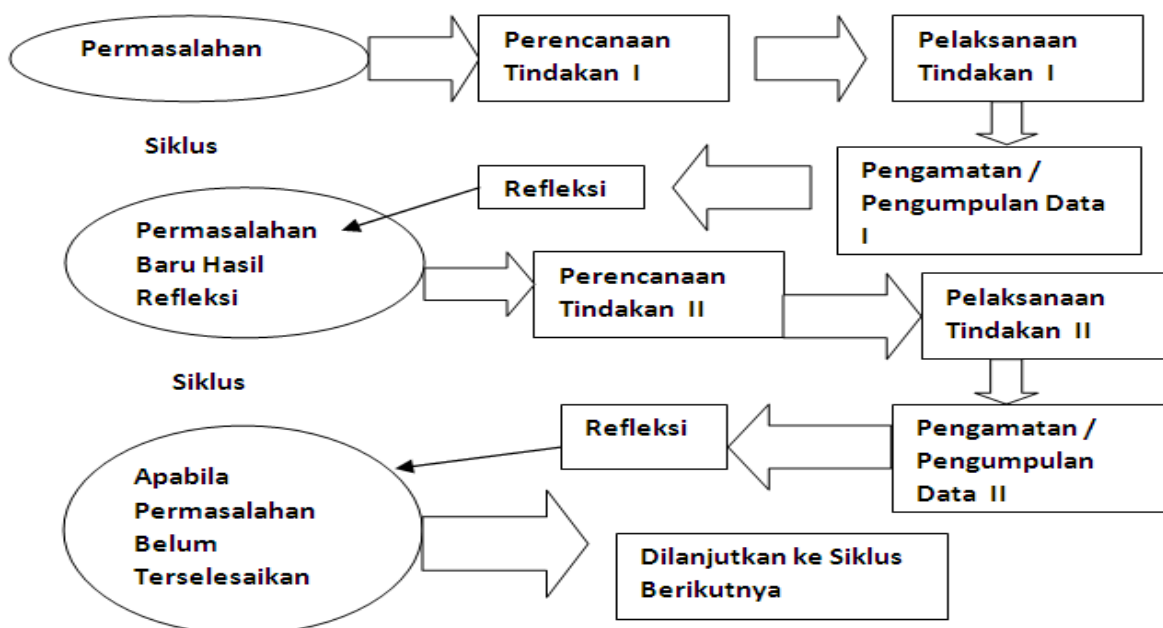 Permasalahan
Perencanaan
Tindakan I
Pelaksanaan
Tindakan I
Siklus
Refleksi
Pengamatan /
Pengumpulan Data
I
Permasalahan
Baru Hasil
Refleksi
Perencanaan
Tindakan II
Pelaksanaan
Tindakan II
Siklus
Refleksi
Pengamatan /
Pengumpulan
Data II
Apabila
Permasalahan
Belum
Terselesaikan
Dilanjutkan ke Siklus
Berikutnya